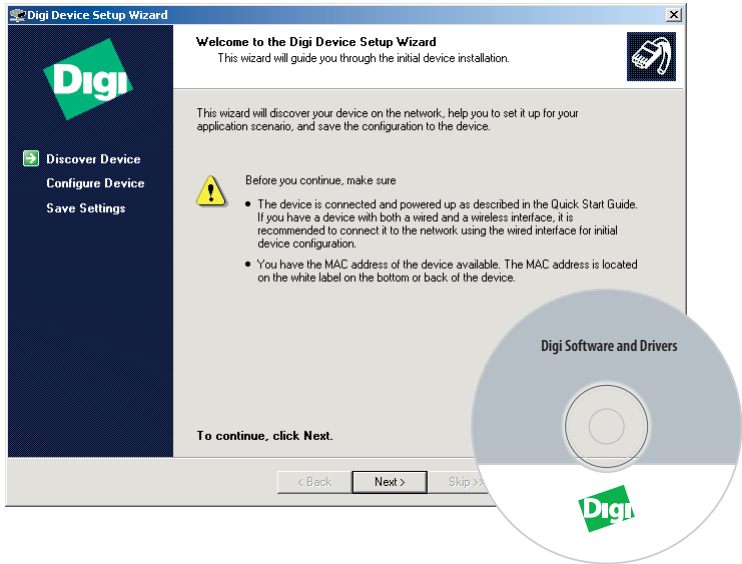 Digi Device Setup Wizard
Welcome to the Digi Device Setup Wizard
This wizard will guide you through the initial device installation.
Digi
Discover Device
Configure Device
Save Settings
This wizard will discover your device on the network, help you to set it up for your
application scenario, and save the configuration to the device.
Before you continue, make sure
• The device is connected and powered up as described in the Quick Start Guide.
If you have a device with both a wired and a wireless interface, it is
recommended to connect it to the network using the wired interface for initial
device configuration.
• You have the MAC address of the device available. The MAC address is located
on the white label on the bottom or back of the device.
To continue, click Next.
< Back
Next >
Skip >>
Digi Software and Drivers
Digi